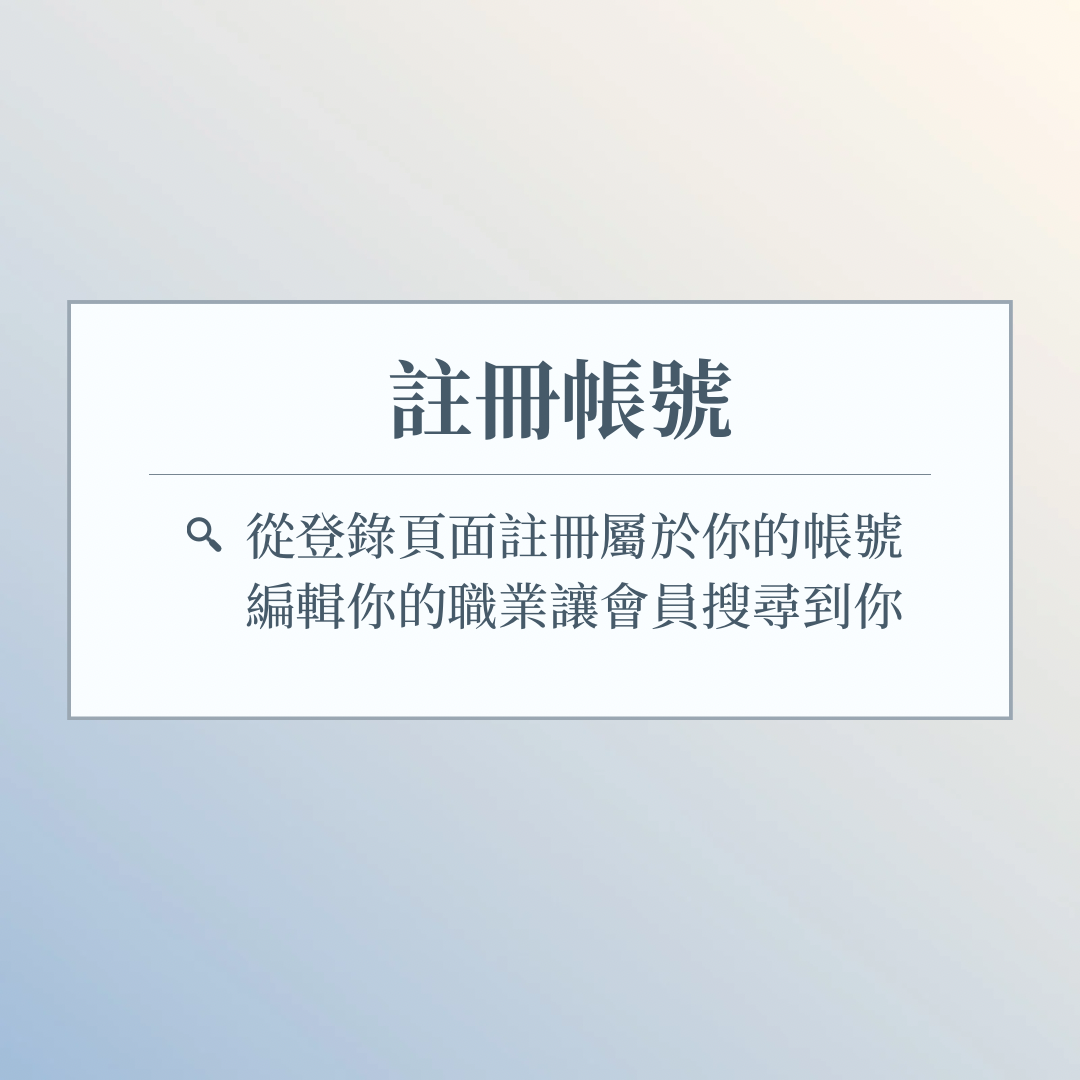 註冊帳號
從登錄頁面註冊屬於你的帳號
編輯你的職業讓會員搜尋到你